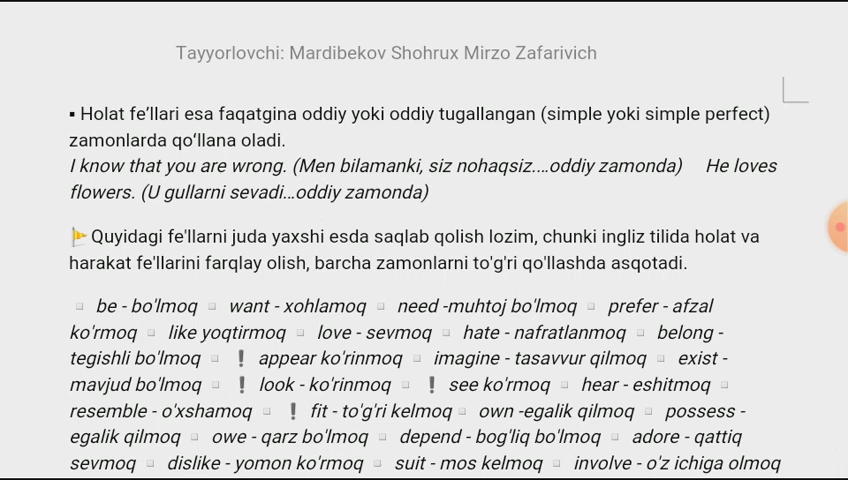 Tayyorlovchi: Mardibekov Shohrux Mirzo Zafarivich
▪ Holat feʼllari esa faqatgina oddiy yoki oddiy tugallangan (simple yoki simple perfect)
zamonlarda qoʻllana oladi.
I know that you are wrong. (Men bilamanki, siz nohaqsiz....oddiy zamonda) He loves
flowers. (U gullarni sevadi...oddiy zamonda)
🚩Quyidagi fe'llarni juda yaxshi esda saqlab qolish lozim, chunki ingliz tilida holat va
harakat fe'llarini farqlay olish, barcha zamonlarni to'g'ri qo'llashda asqotadi.
▫ be - bo'lmoq ▫ want - xohlamoq ▫ need -muhtoj bo'lmoq ▫ prefer - afzal
ko'rmoq ▫ like yoqtirmoq ▫ love - sevmoq ▫ hate - nafratlanmoq ▫ belong -
tegishli bo'lmoq ▫ ❗ appear ko'rinmoq ▫ imagine - tasavvur qilmoq ▫ exist -
mavjud bo'lmoq ▫ ❗ look - ko'rinmoq ▫ ❗ see ko'rmoq ▫ hear - eshitmoq ▫
resemble - o'xshamoq ▫ ❗ fit - to'g'ri kelmoq ▫ own -egalik qilmoq ▫ possess -
egalik qilmoq ▫ owe - qarz bo'lmoq ▫ depend - bog'liq bo'lmoq ▫ adore - qattiq
sevmoq ▫ dislike - yomon ko'rmoq ▫ suit - mos kelmoq ▫ involve - o'z ichiga olmoq